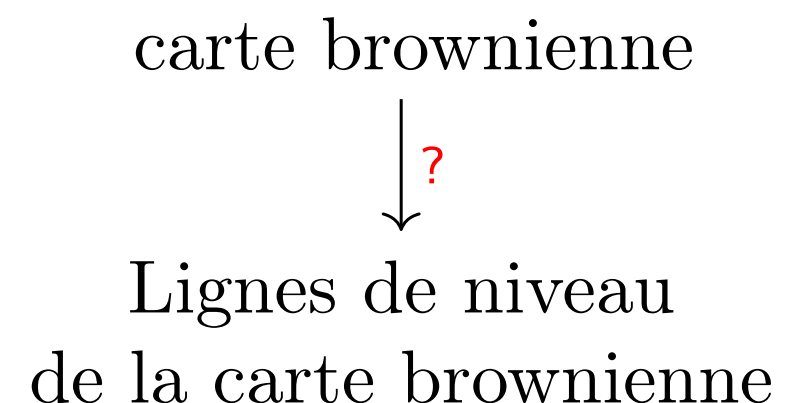 carte brownienne
?
Lignes de niveau
de la carte brownienne